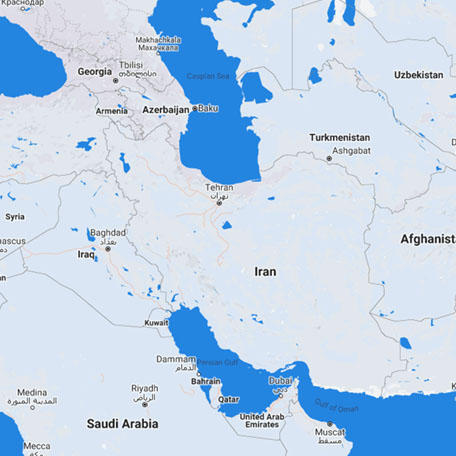 Краснодар
Makhachkala
Махачкала
Caspian Sea
Tbilisi
Georgia
თბილისი
Uzbekistan
Armenia
Azerbaijan
Baku
Turkmenistan
Ashgabat
Tehran
تهران
Syria
Baghdad
بغداد
ascus
Iraq
Afghanist
Iran
Kuwait
Dammam
الدمام
Persian Gulf
Bahrain
Dubai
دبي
Riyadh
الرياض
Medina
المدينة المنورة
Qatar
Gulf of Oman
United Arab
Emirates
Saudi Arabia
Muscat
مسقط
Mecca